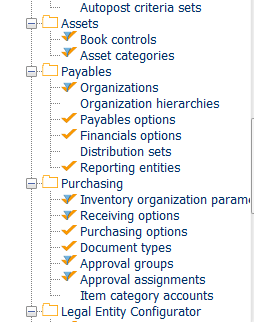 Autopost criteria sets
Assets
Book controls
Asset categories
Payables
Organizations
Organization hierarchies
Payables options
Financials options
Distribution sets
Reporting entities
Purchasing
Inventory organization param
Receiving options
Purchasing options
Document types
Approval groups
Approval assignments
Item category accounts
Legal Entity Configurator